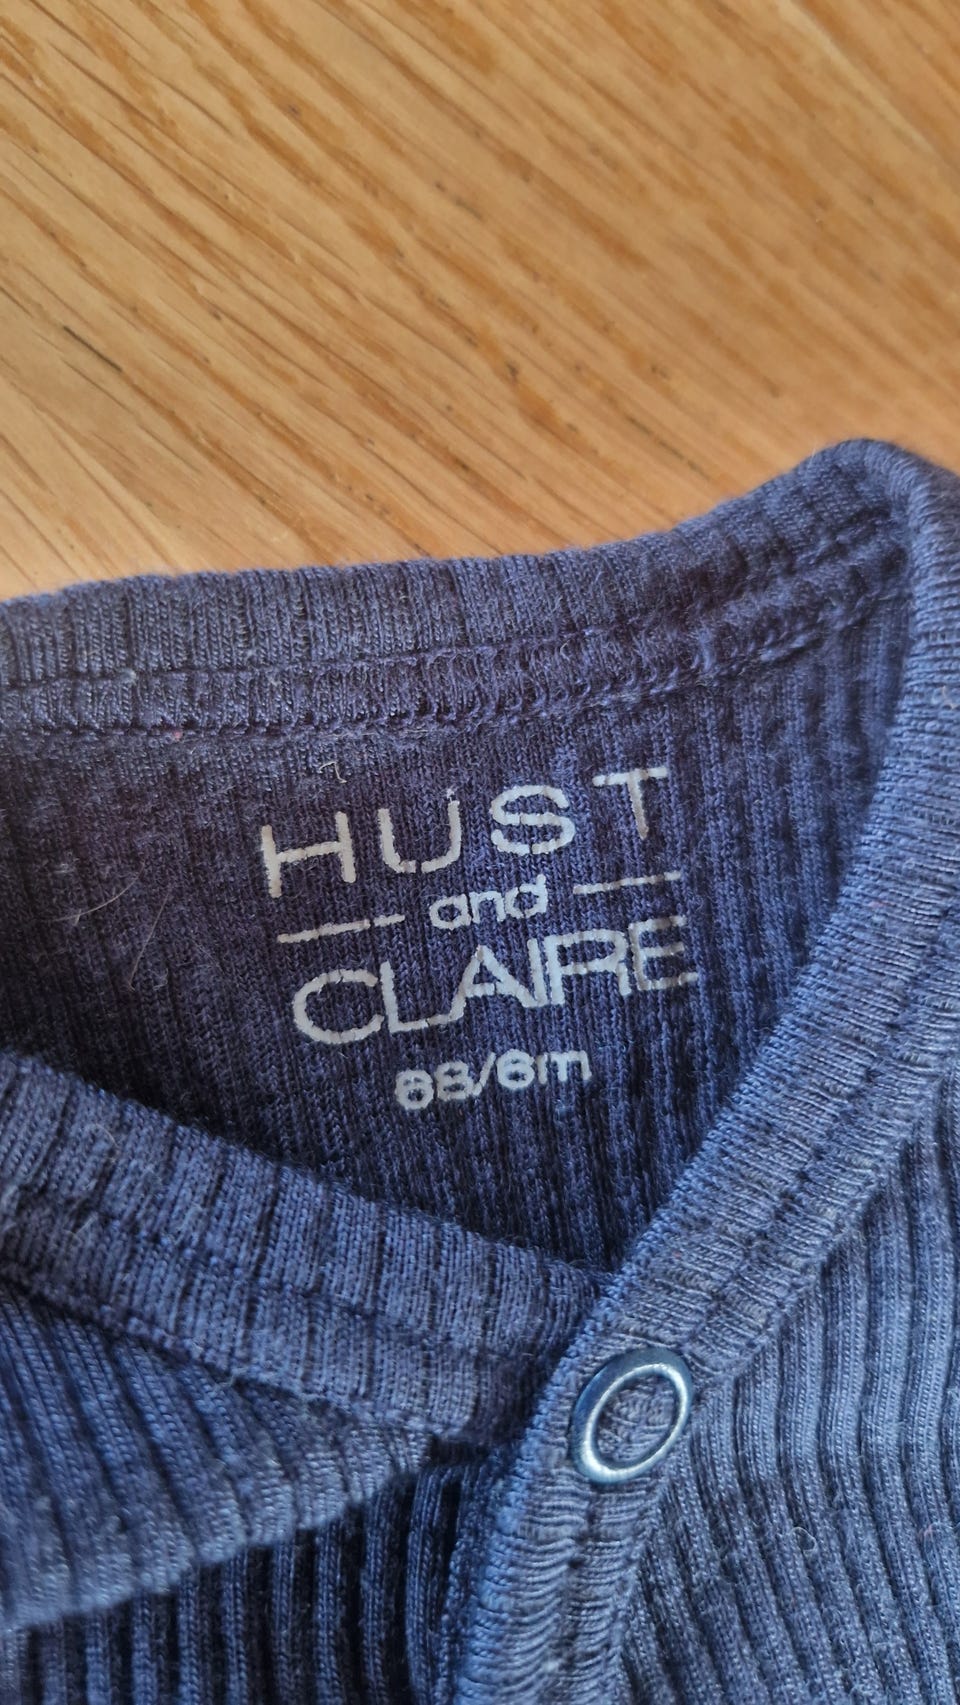 HUST
and
CLAIRE
68/6m